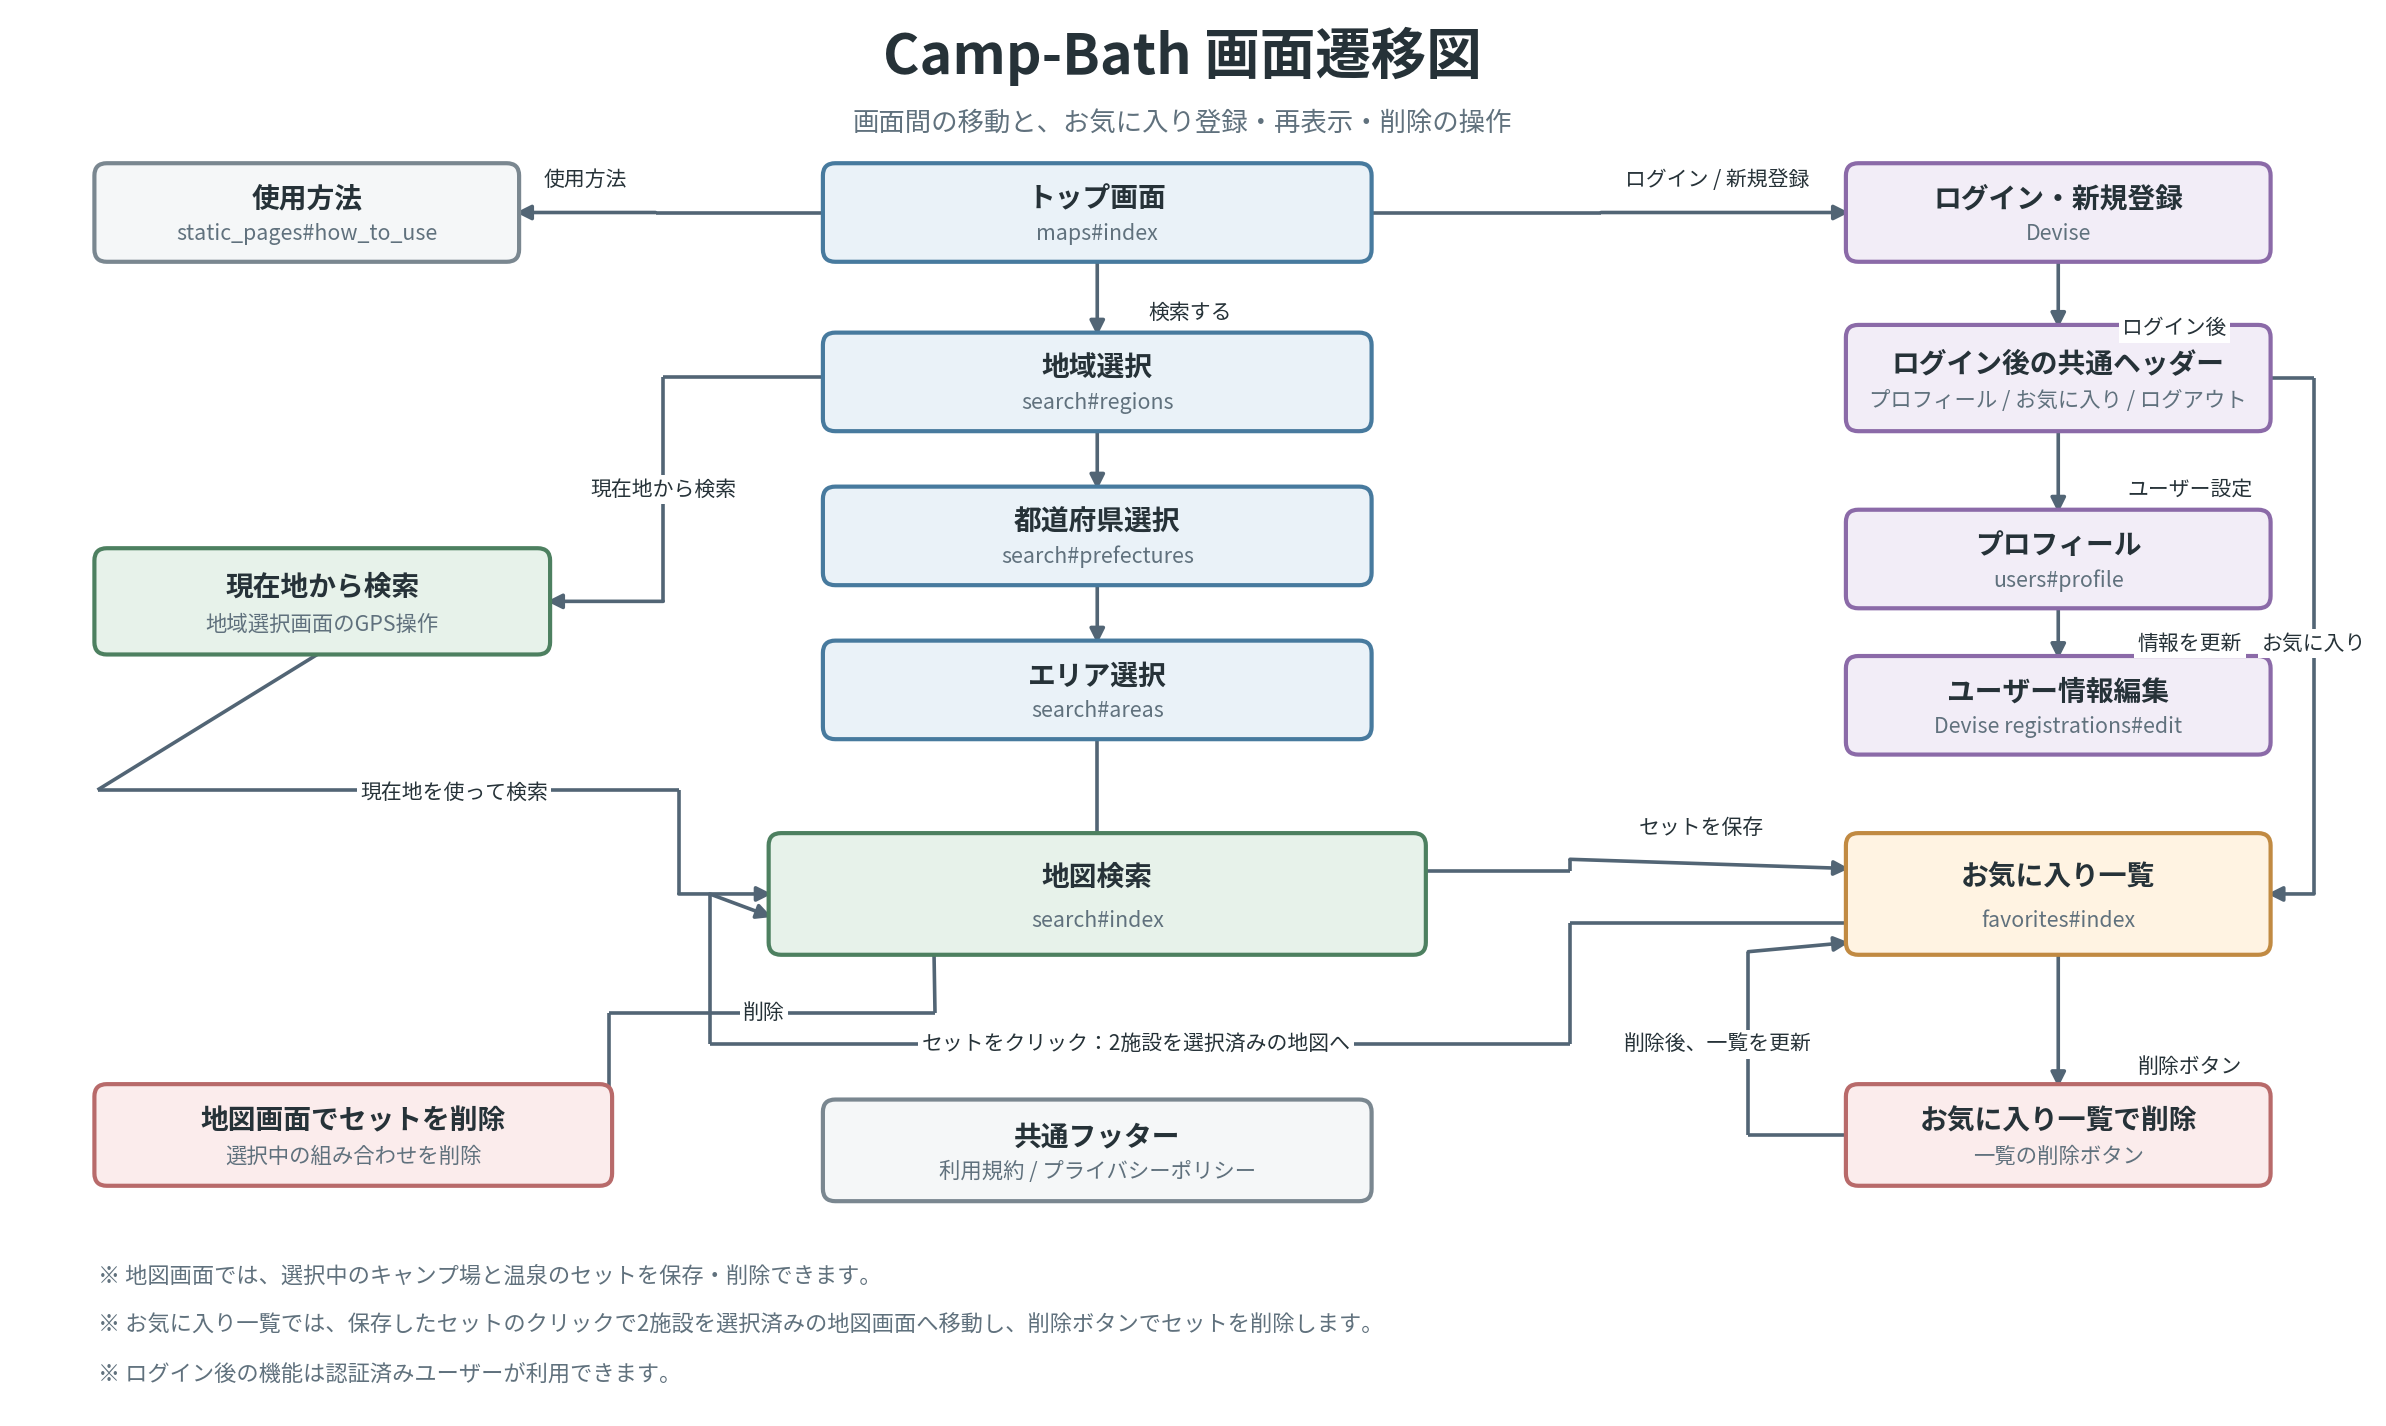 Camp-Bath 画面遷移図
画面間の移動と、お気に入り登録・再表示・削除の操作
使用方法
static_pages#how_to_use
使用方法
トップ画面
maps#index
ログイン / 新規登録
ログイン・新規登録
Devise
検索する
ログイン後
地域選択
search#regions
ログイン後の共通ヘッダー
プロフィール / お気に入り / ログアウト
現在地から検索
都道府県選択
search#prefectures
ユーザー設定
プロフィール
users#profile
現在地から検索
地域選択画面のGPS操作
エリア選択
search#areas
情報を更新
お気に入り
ユーザー情報編集
Devise registrations#edit
現在地を使って検索
セットを保存
地図検索
search#index
お気に入り一覧
favorites#index
削除
セットをクリック：2施設を選択済みの地図へ
削除後、一覧を更新
削除ボタン
地図画面でセットを削除
選択中の組み合わせを削除
共通フッター
利用規約 / プライバシーポリシー
お気に入り一覧で削除
一覧の削除ボタン
※ 地図画面では、選択中のキャンプ場と温泉のセットを保存・削除できます。
※ お気に入り一覧では、保存したセットのクリックで2施設を選択済みの地図画面へ移動し、削除ボタンでセットを削除します。
※ ログイン後の機能は認証済みユーザーが利用できます。